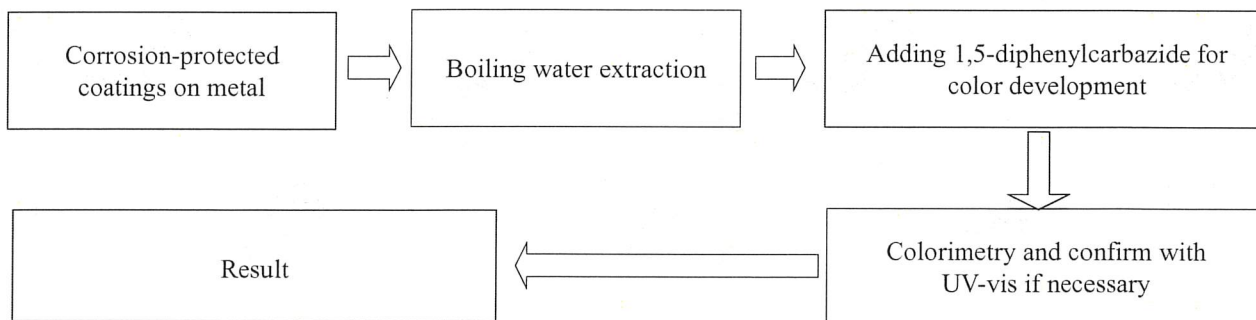 Corrosion-protected
coatings on metal
Boiling water extraction
Adding 1,5-diphenylcarbazide for
color development
Colorimetry and confirm with
UV-vis if necessary
Result